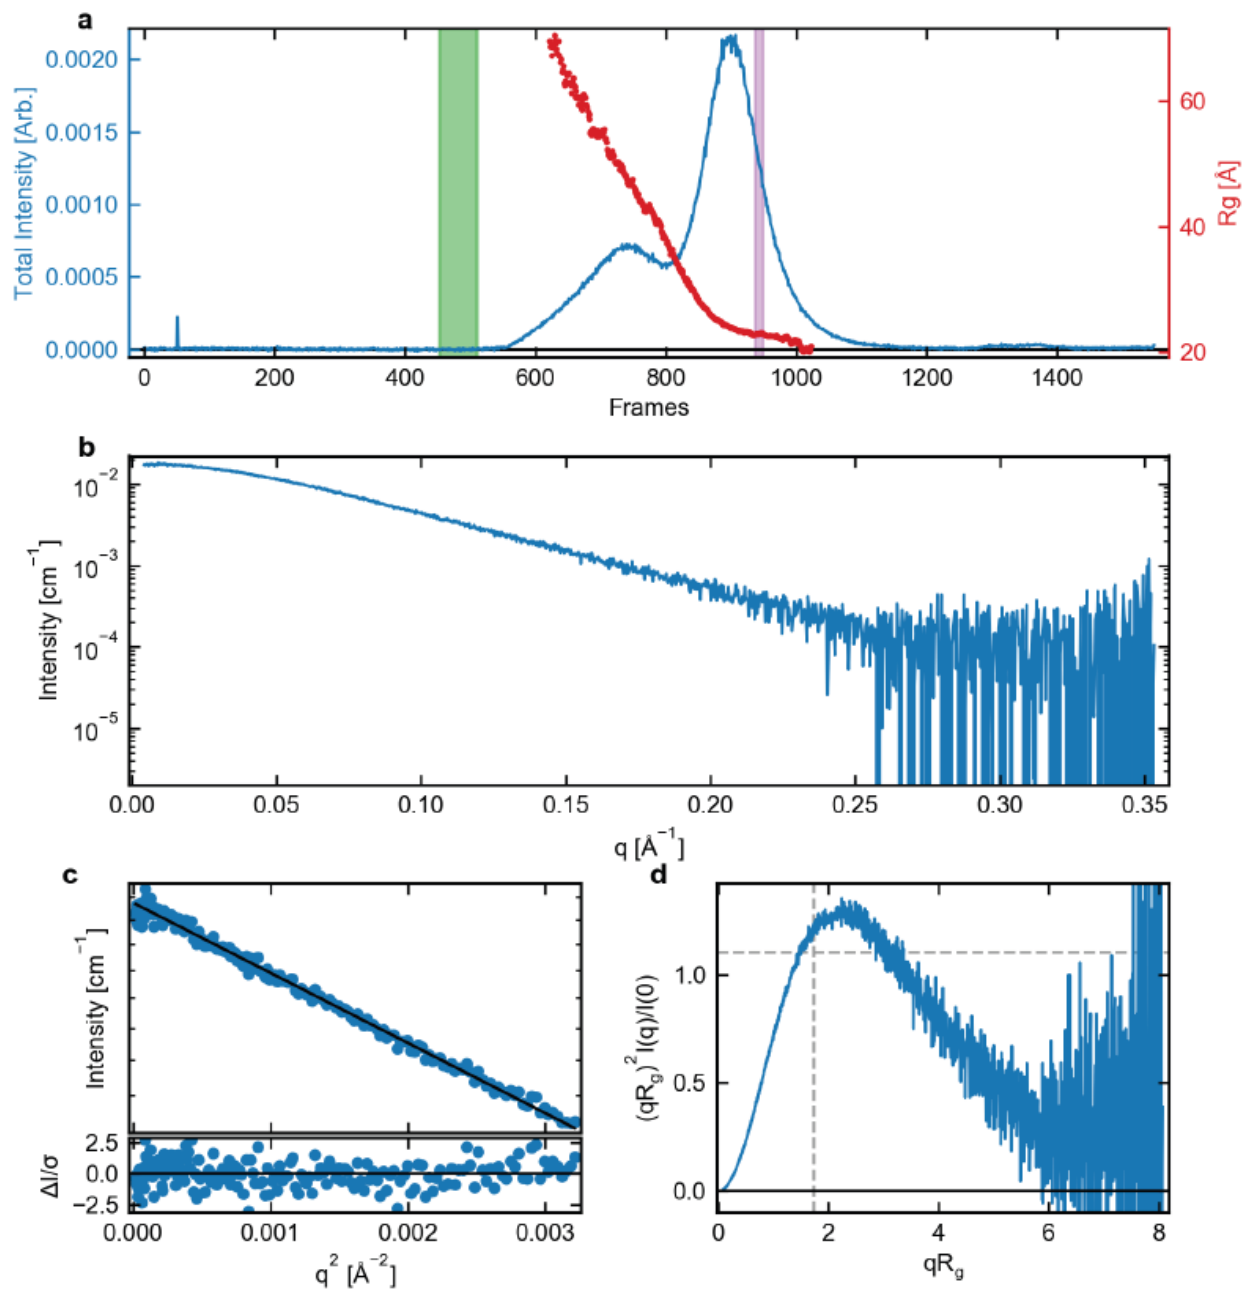 a
0.0020
0.0015
0.0010
0.0005
0.0000
Total Intensity [Arb.]
60
40
20
Rg [Å]
0 200 400 600 800 1000 1200 1400
Frames
b
10⁻²
10⁻³
10⁻⁴
10⁻⁵
Intensity [cm⁻¹]
0.00 0.05 0.10 0.15 0.20 0.25 0.30 0.35
q [Å⁻¹]
c
Intensity [cm⁻¹]
2.5
0.0
−2.5
ΔI/σ
0.000 0.001 0.002 0.003
q² [Å⁻²]
d
1.0
0.5
0.0
(qRg)² I(q)/I(0)
0 2 4 6 8
qRg